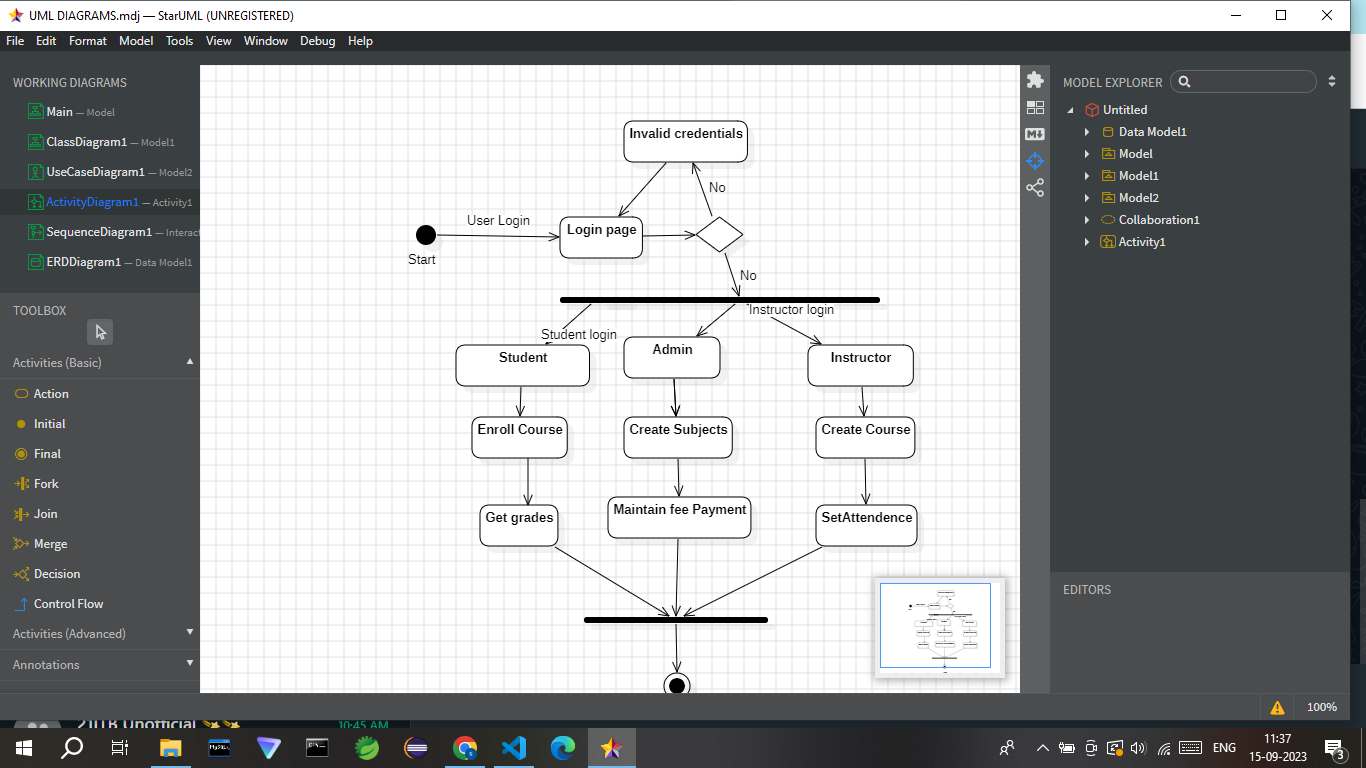 UML DIAGRAMS.mdj — StarUML (UNREGISTERED)
File Edit Format Model Tools View Window Debug Help
WORKING DIAGRAMS
Main — Model
ClassDiagram1 — Model1
UseCaseDiagram1 — Model2
ActivityDiagram1 — Activity1
SequenceDiagram1 — Interact
ERDDiagram1 — Data Model1
TOOLBOX
Activities (Basic)
Action
Initial
Final
Fork
Join
Merge
Decision
Control Flow
Activities (Advanced)
Annotations
Invalid credentials
No
User Login
Login page
Start
No
Instructor login
Student login
Student
Admin
Instructor
Enroll Course
Create Subjects
Create Course
Get grades
Maintain fee Payment
SetAttendence
MODEL EXPLORER
Untitled
Data Model1
Model
Model1
Model2
Collaboration1
Activity1
EDITORS
100%
21ITB Unofficial
10:45 AM
ENG
11:37
15-09-2023
3